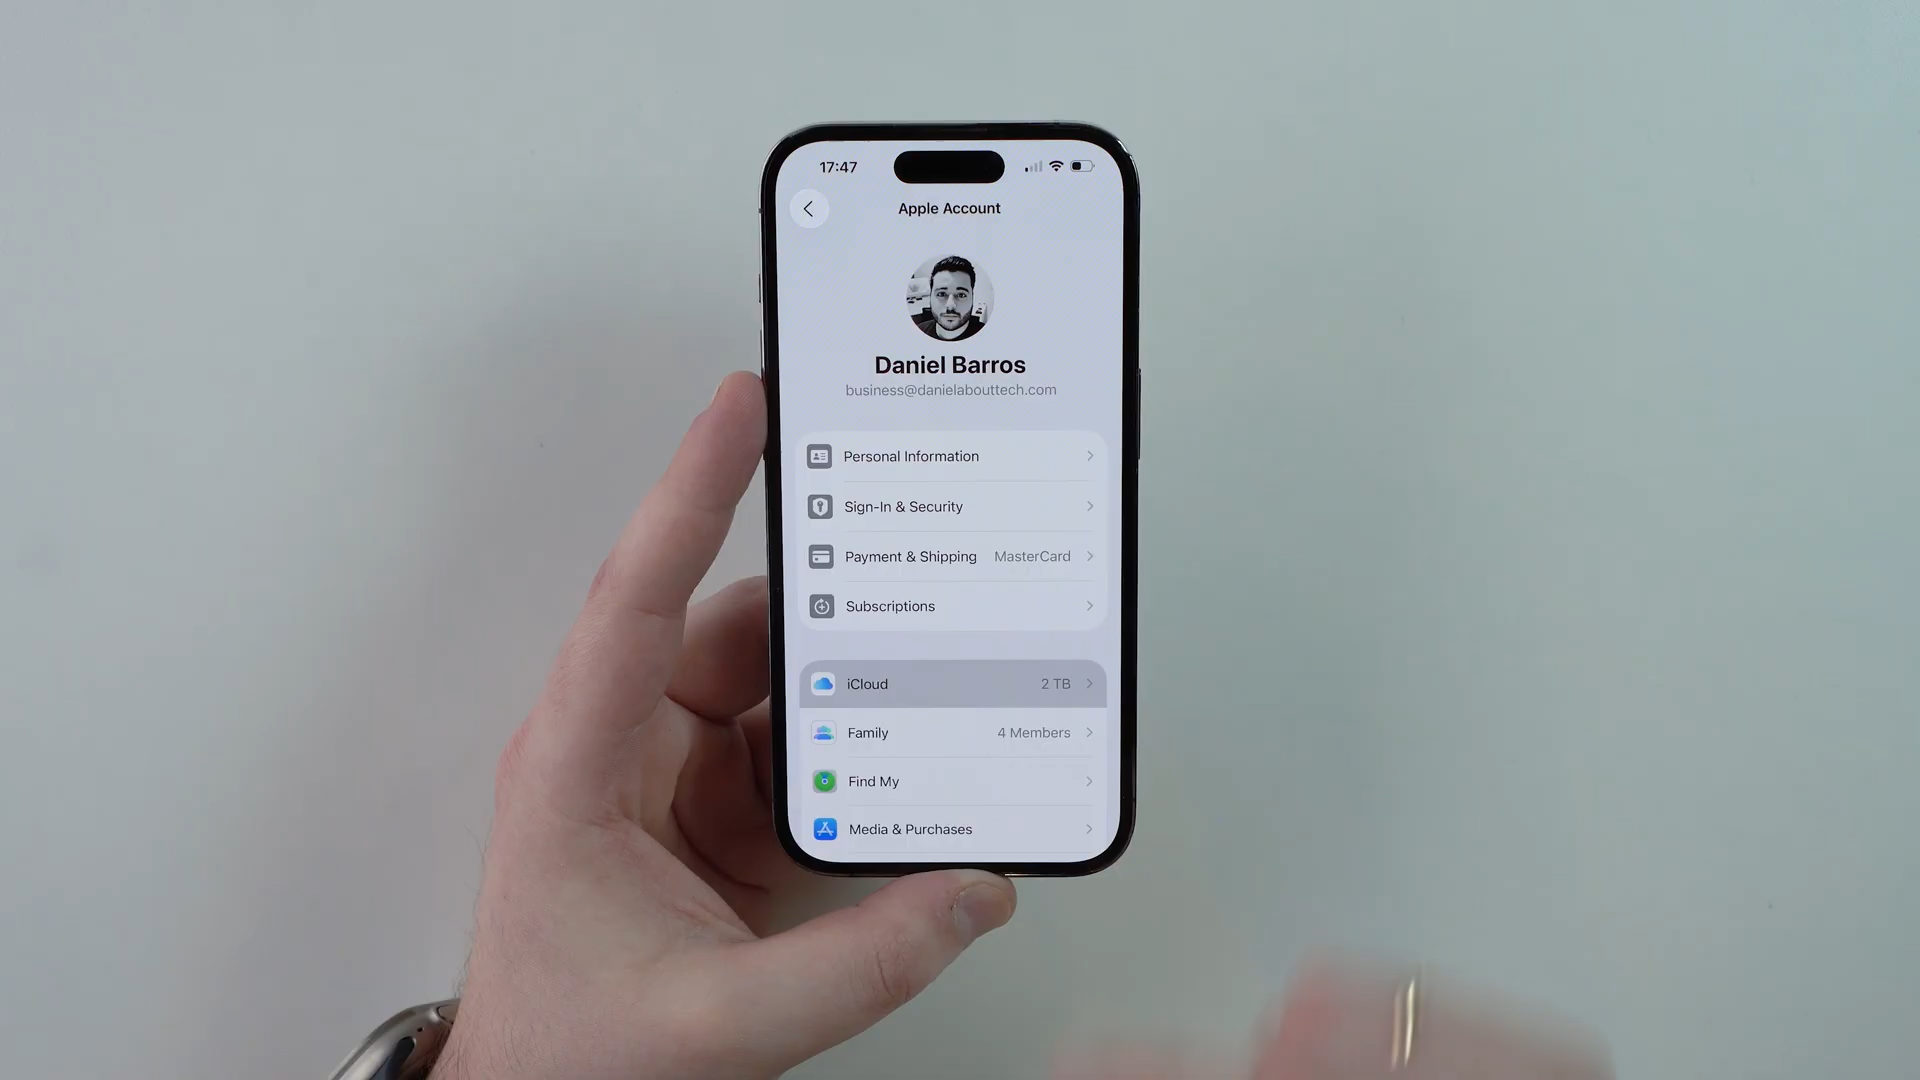 17:47
Apple Account
Daniel Barros
business@danielabouttech.com
Personal Information
Sign-In & Security
Payment & Shipping MasterCard
Subscriptions
iCloud 2 TB
Family 4 Members
Find My
Media & Purchases